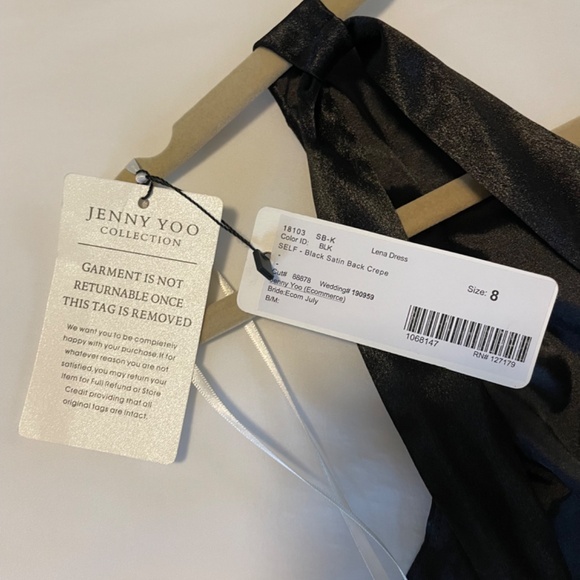 JENNY YOO
COLLECTION
GARMENT IS NOT
RETURNABLE ONCE
THIS TAG IS REMOVED
We want you to be completely
happy with your purchase. If for
whatever reason you are not
satisfied, you may return your
item for Full Refund or Store
Credit providing that all
original tags are intact.
18103 SB-K
Color ID: BLK Lena Dress
SELF - Black Satin Back Crepe
-
Cut# 66878 Wedding# 190959
Jenny Yoo (Ecommerce)
Bride:Ecom July
B/M:
Size: 8
1068147
RN# 127179